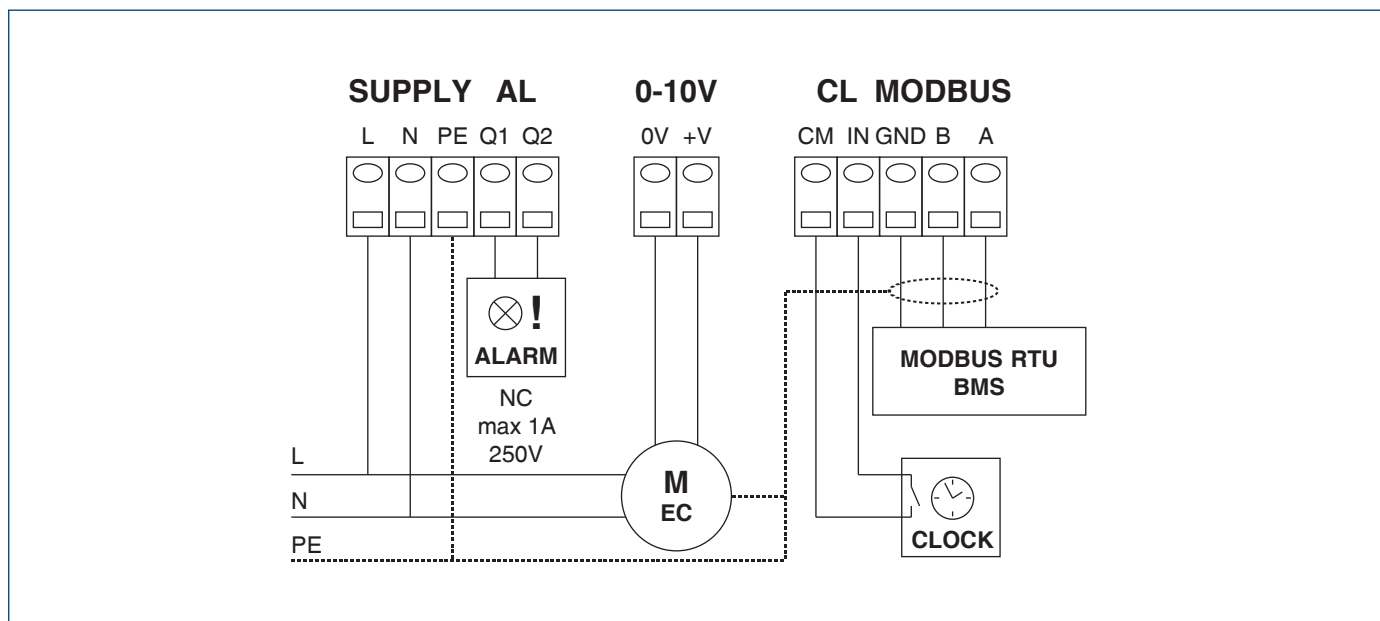 SUPPLY AL 0-10V CL MODBUS
L N PE Q1 Q2 0V +V CM IN GND B A
!
ALARM
NC
max 1A
250V
MODBUS RTU
BMS
L
N
PE
M
EC
CLOCK